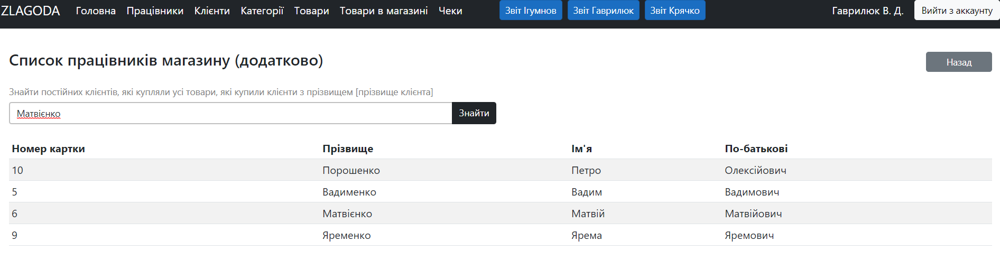 ZLAGODA Головна Працівники Клієнти Категорії Товари Товари в магазині Чеки Звіт Ігумнов Звіт Гаврилюк Звіт Крячко Гаврилюк В. Д. Вийти з аккаунту
Список працівників магазину (додатково) Назад
Знайти постійних клієнтів, які купляли усі товари, які купили клієнти з прізвищем [прізвище клієнта]
Матвієнко Знайти
Номер картки Прізвище Ім'я По-батькові
10 Порошенко Петро Олексійович
5 Вадименко Вадим Вадимович
6 Матвієнко Матвій Матвійович
9 Яременко Ярема Яремович